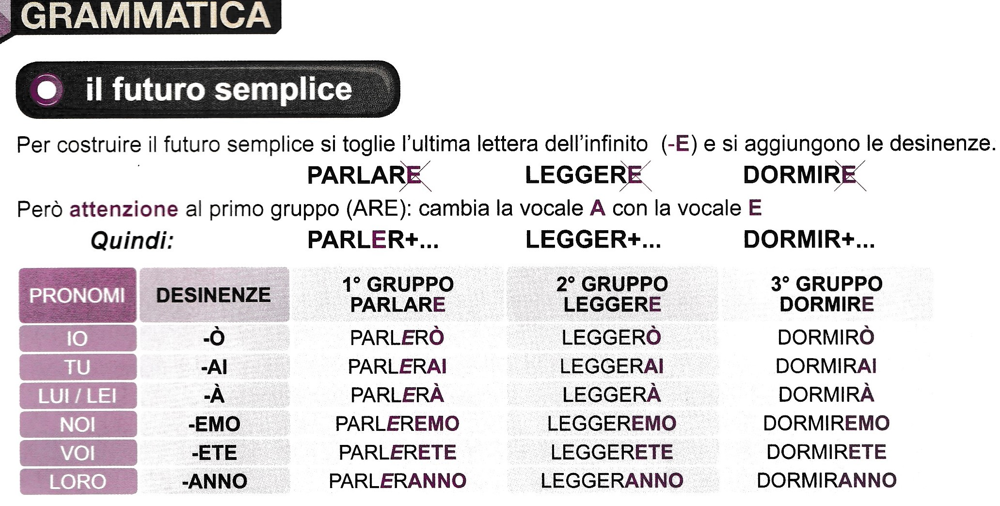 GRAMMATICA
il futuro semplice
Per costruire il futuro semplice si toglie l'ultima lettera dell'infinito (-E) e si aggiungono le desinenze.
PARLARE LEGGERE DORMIRE
Però attenzione al primo gruppo (ARE): cambia la vocale A con la vocale E
Quindi: PARLER+... LEGGER+... DORMIR+...
PRONOMI DESINENZE 1° GRUPPO PARLARE 2° GRUPPO LEGGERE 3° GRUPPO DORMIRE
IO -Ò PARLERÒ LEGGERÒ DORMIRÒ
TU -AI PARLERAI LEGGERAI DORMIRAI
LUI / LEI -À PARLERÀ LEGGERÀ DORMIRÀ
NOI -EMO PARLEREMO LEGGEREMO DORMIREMO
VOI -ETE PARLERETE LEGGERETE DORMIRETE
LORO -ANNO PARLERANNO LEGGERANNO DORMIRANNO